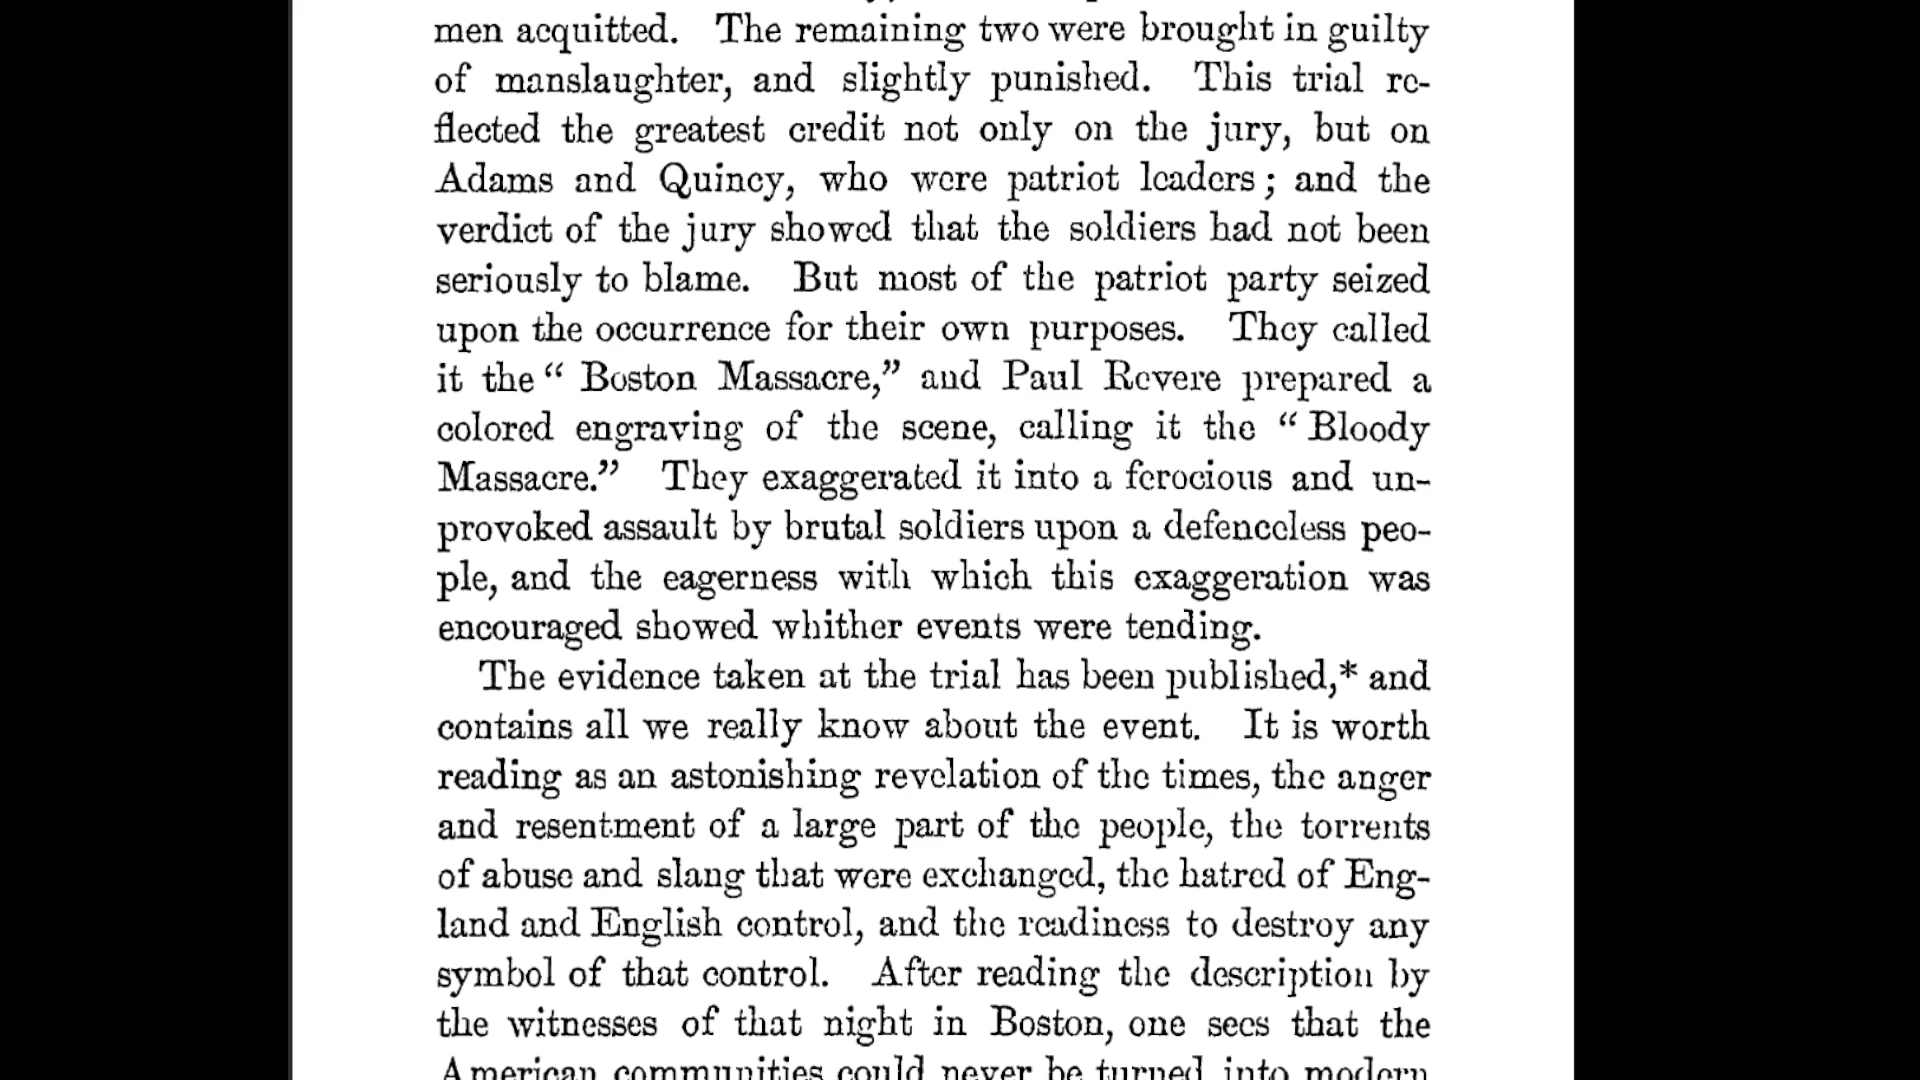 men acquitted. The remaining two were brought in guilty
of manslaughter, and slightly punished. This trial re-
flected the greatest credit not only on the jury, but on
Adams and Quincy, who were patriot leaders; and the
verdict of the jury showed that the soldiers had not been
seriously to blame. But most of the patriot party seized
upon the occurrence for their own purposes. They called
it the “ Boston Massacre,” and Paul Revere prepared a
colored engraving of the scene, calling it the “ Bloody
Massacre.” They exaggerated it into a ferocious and un-
provoked assault by brutal soldiers upon a defenceless peo-
ple, and the eagerness with which this exaggeration was
encouraged showed whither events were tending.
The evidence taken at the trial has been published,* and
contains all we really know about the event. It is worth
reading as an astonishing revelation of the times, the anger
and resentment of a large part of the people, the torrents
of abuse and slang that were exchanged, the hatred of Eng-
land and English control, and the readiness to destroy any
symbol of that control. After reading the description by
the witnesses of that night in Boston, one sees that the
American communities could never be turned into modern